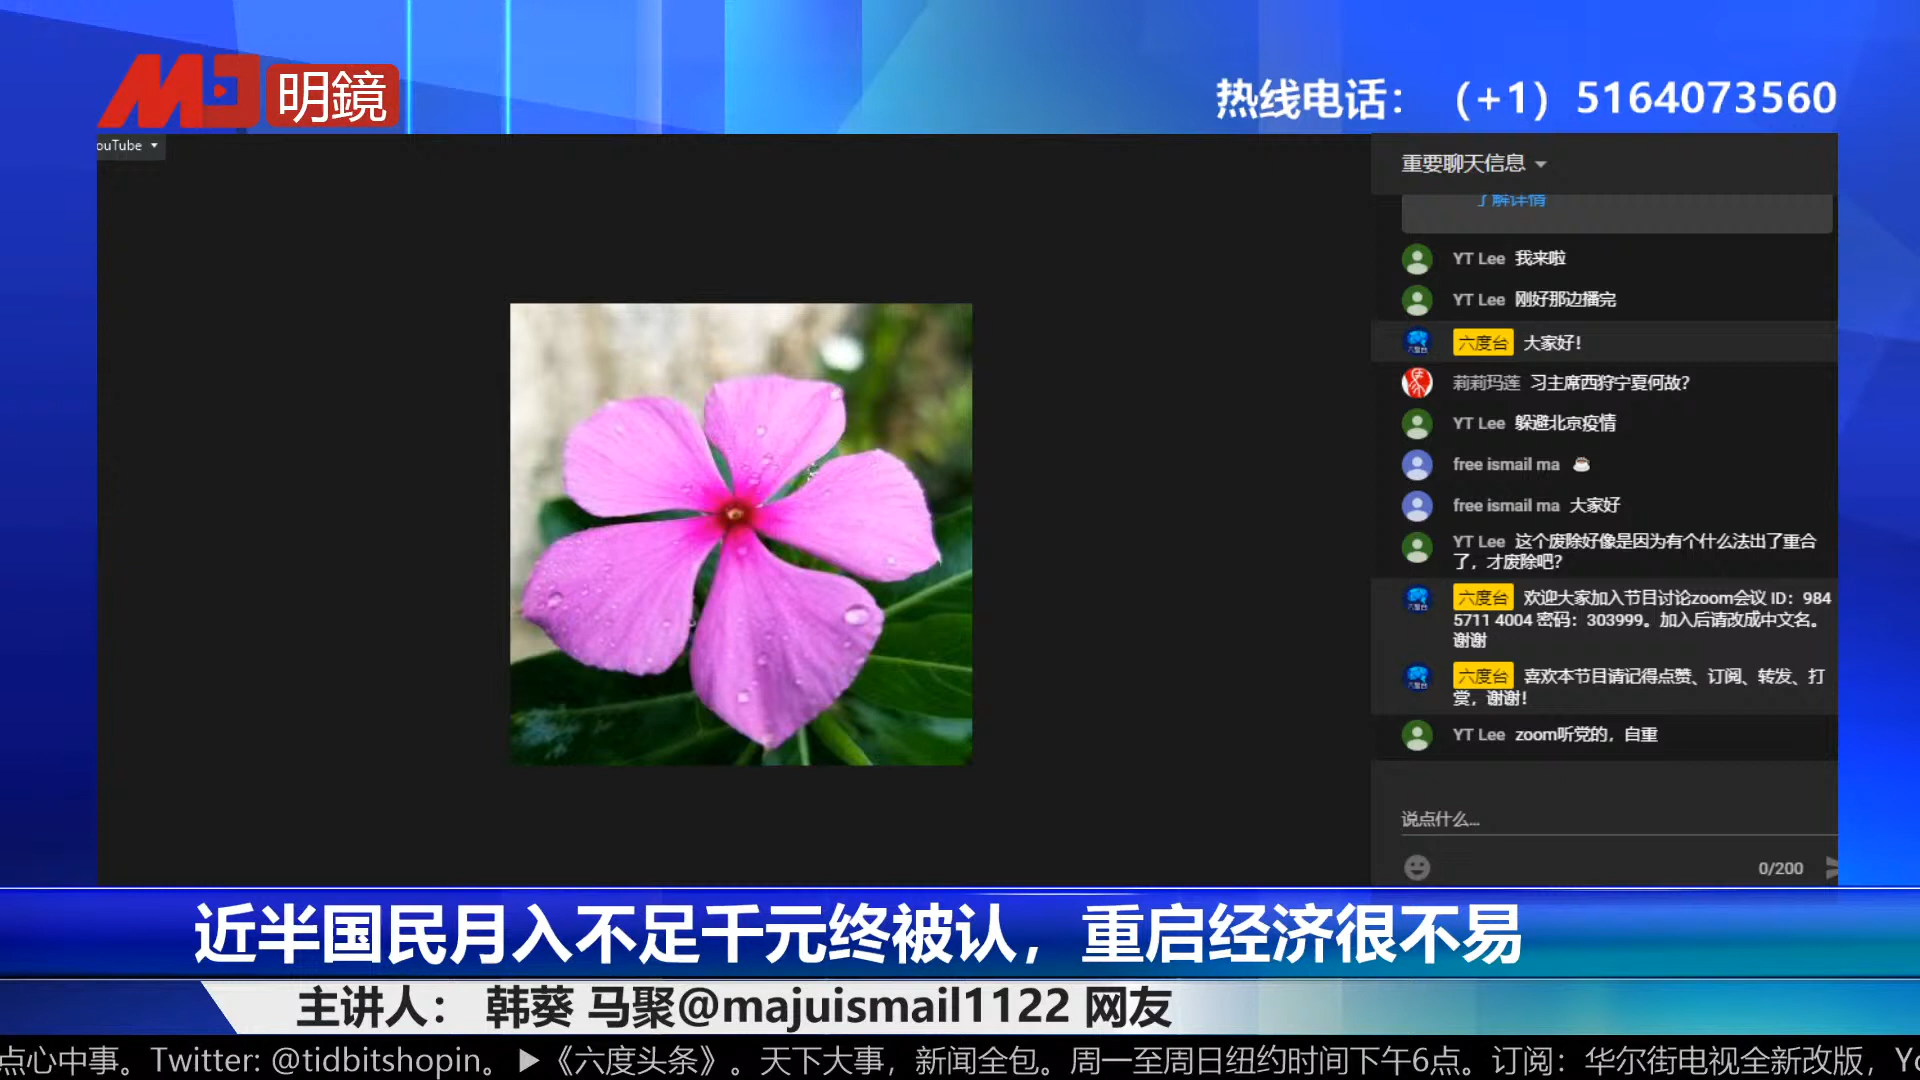 明鏡
热线电话：（+1）5164073560
ouTube
重要聊天信息
了解详情
YT Lee 我来啦
YT Lee 刚好那边播完
六度台 大家好！
莉莉玛莲 习主席西狩宁夏何故？
YT Lee 躲避北京疫情
free ismail ma
free ismail ma 大家好
YT Lee 这个废除好像是因为有个什么法出了重合
了，才废除吧？
六度台 欢迎大家加入节目讨论zoom会议 ID：984
5711 4004 密码：303999。加入后请改成中文名。
谢谢
六度台 喜欢本节目请记得点赞、订阅、转发、打
赏，谢谢！
YT Lee zoom听党的，自重
说点什么...
0/200
近半国民月入不足千元终被认，重启经济很不易
主讲人： 韩葵 马聚@majuismail1122 网友
点心中事。Twitter: @tidbitshopin。▶《六度头条》。天下大事，新闻全包。周一至周日纽约时间下午6点。订阅：华尔街电视全新改版，Yo